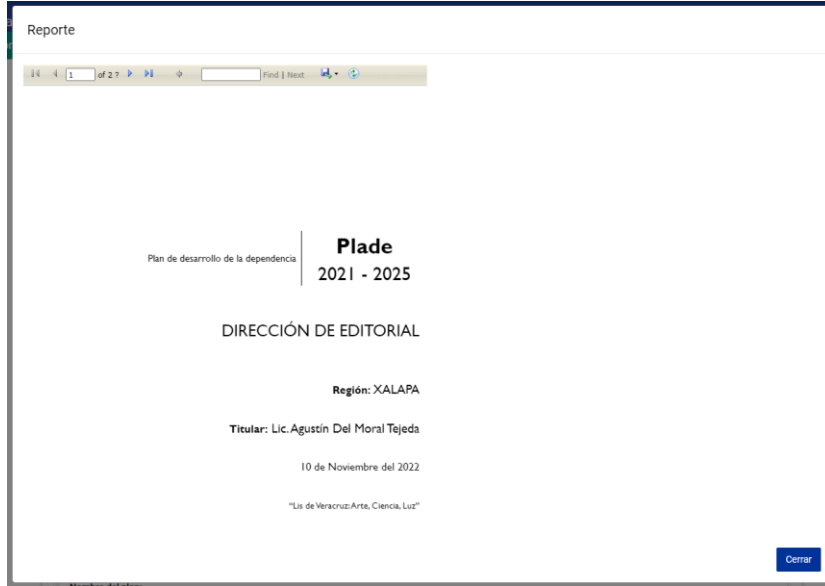 Reporte
1 of 2 ? Find | Next
Plan de desarrollo de la dependencia
Plade
2021 - 2025
DIRECCIÓN DE EDITORIAL
Región: XALAPA
Titular: Lic. Agustín Del Moral Tejeda
10 de Noviembre del 2022
"Lis de Veracruz: Arte, Ciencia, Luz"
Cerrar